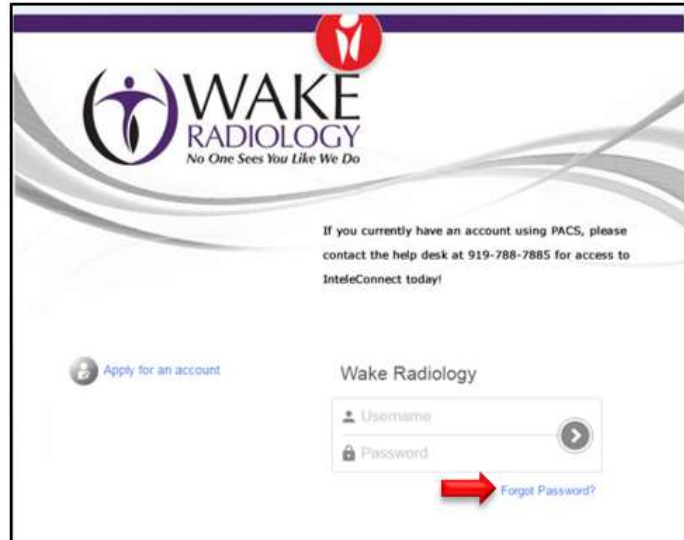 WAKE
RADIOLOGY
No One Sees You Like We Do
If you currently have an account using PACS, please
contact the help desk at 919-788-7885 for access to
InteleConnect today!
Apply for an account
Wake Radiology
Username
Password
Forgot Password?